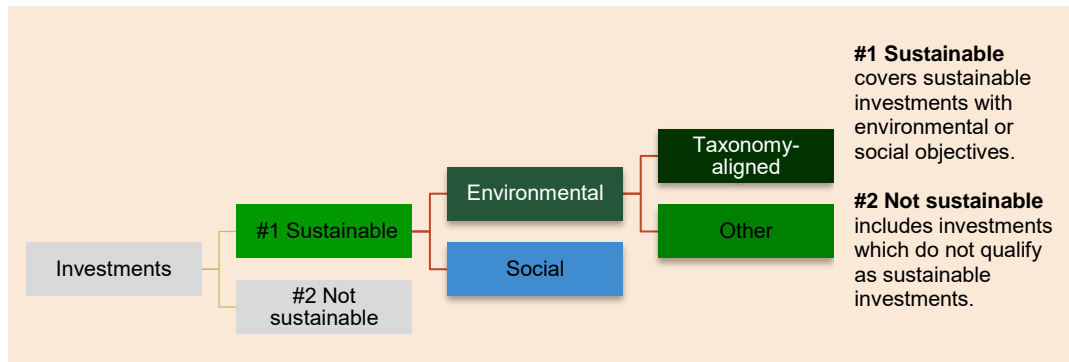 Investments
#1 Sustainable
#2 Not
sustainable
Environmental
Social
Taxonomy-
aligned
Other
#1 Sustainable
covers sustainable
investments with
environmental or
social objectives.
#2 Not sustainable
includes investments
which do not qualify
as sustainable
investments.